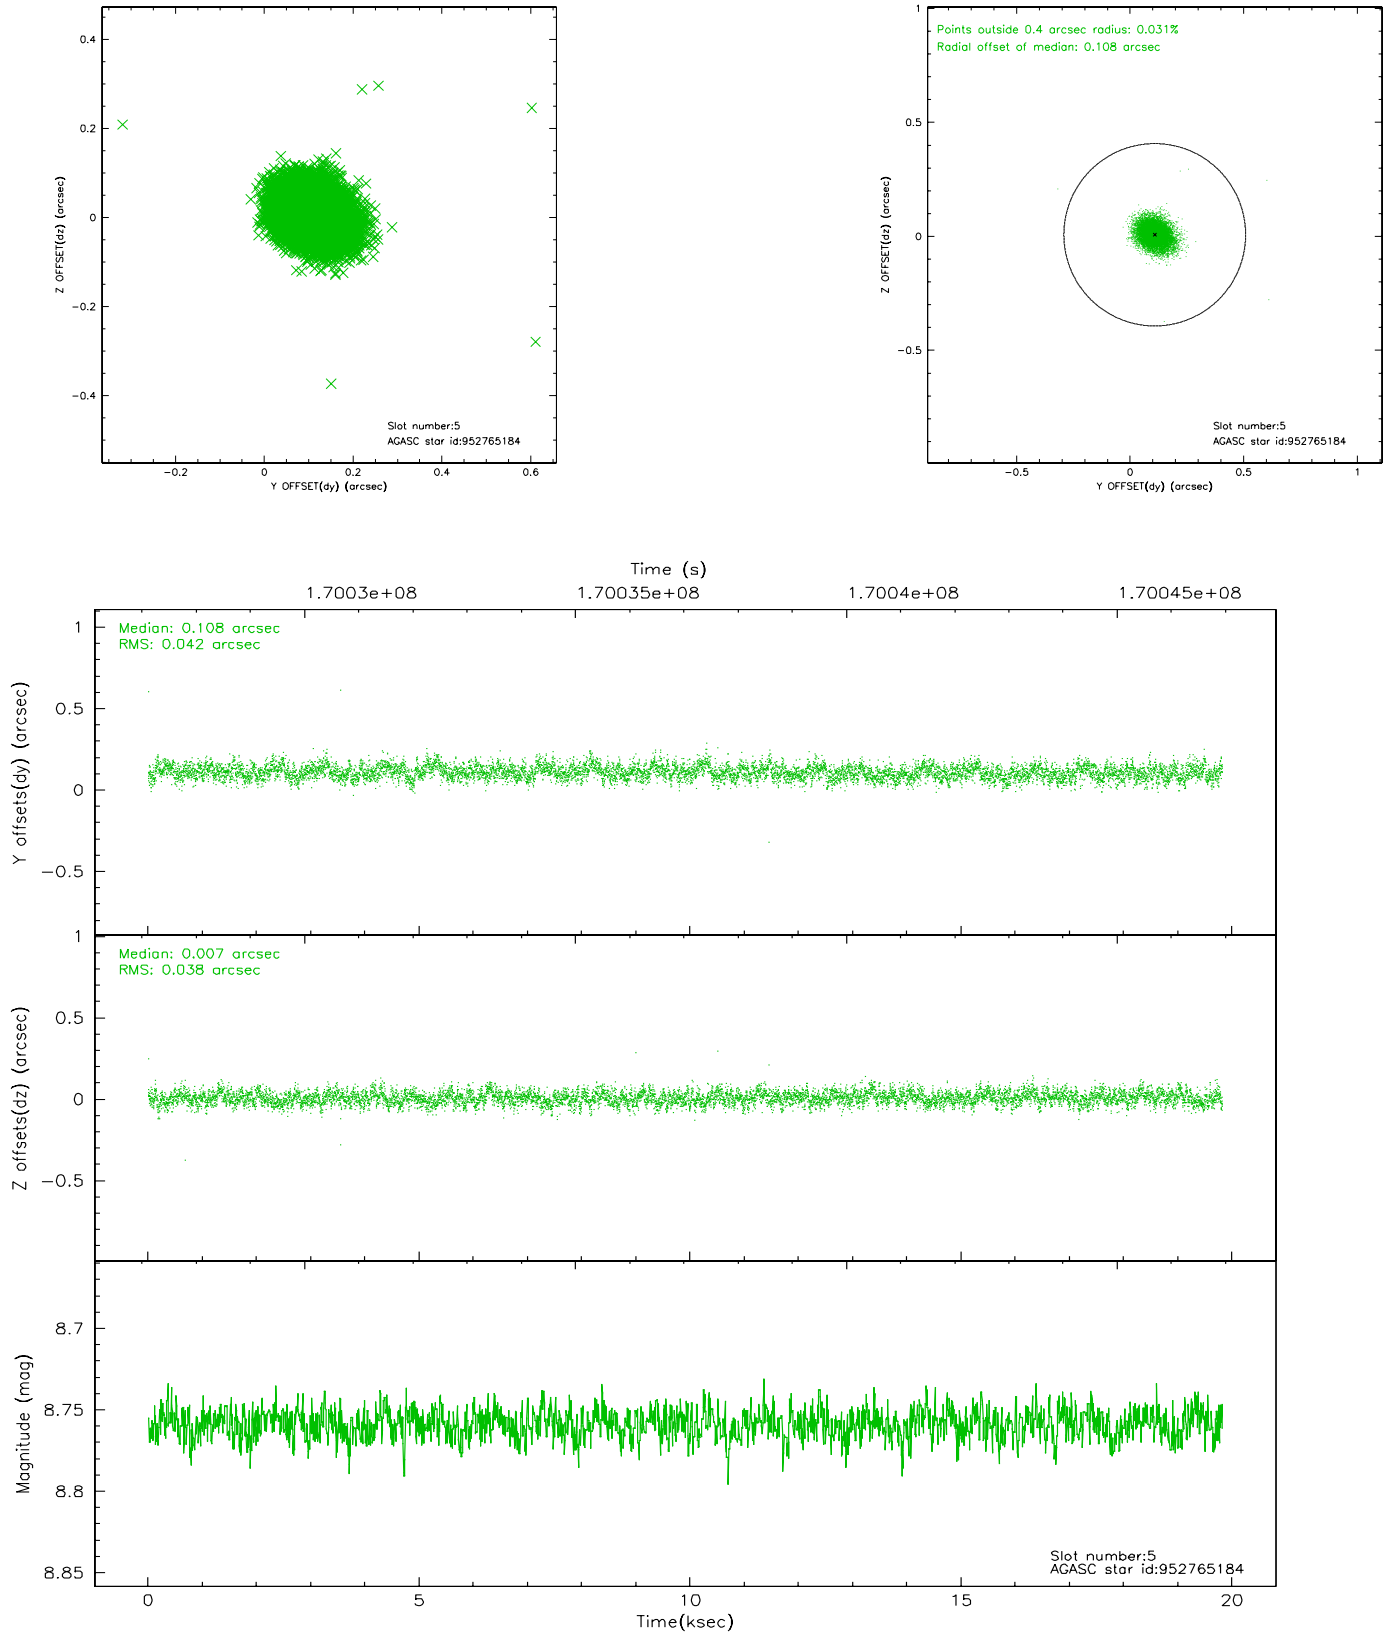 0.4
0.2
0
-0.2
-0.4
Z OFFSET(dz) (arcsec)
Slot number:5
AGASC star id:952765184
-0.2 0 0.2 0.4 0.6
Y OFFSET(dy) (arcsec)
Points outside 0.4 arcsec radius: 0.031%
Radial offset of median: 0.108 arcsec
1
0.5
0
-0.5
Z OFFSET(dz) (arcsec)
Slot number:5
AGASC star id:952765184
-0.5 0 0.5 1
Y OFFSET(dy) (arcsec)
Time (s)
1.7003e+08 1.70035e+08 1.7004e+08 1.70045e+08
Median: 0.108 arcsec
RMS: 0.042 arcsec
1
0.5
0
-0.5
Y offsets(dy) (arcsec)
Median: 0.007 arcsec
RMS: 0.038 arcsec
1
0.5
0
-0.5
Z offsets(dz) (arcsec)
8.7
8.75
8.8
8.85
Magnitude (mag)
Slot number:5
AGASC star id:952765184
0 5 10 15 20
Time(ksec)